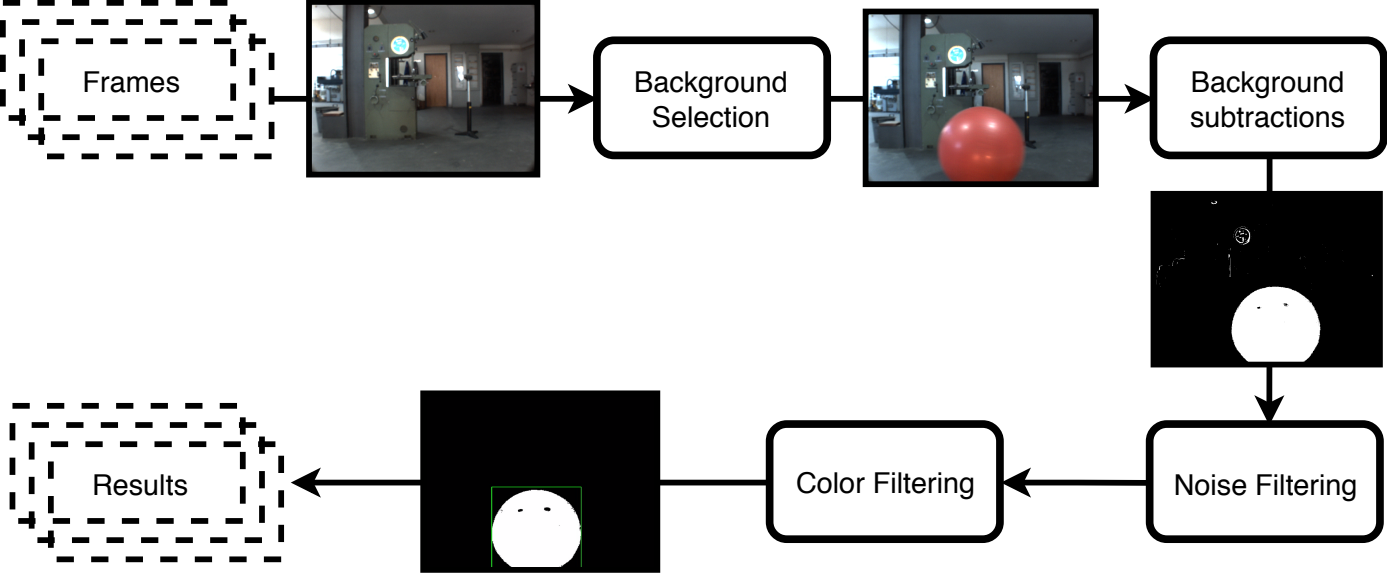 Frames
Background
Selection
Background
subtractions
Noise Filtering
Color Filtering
Results